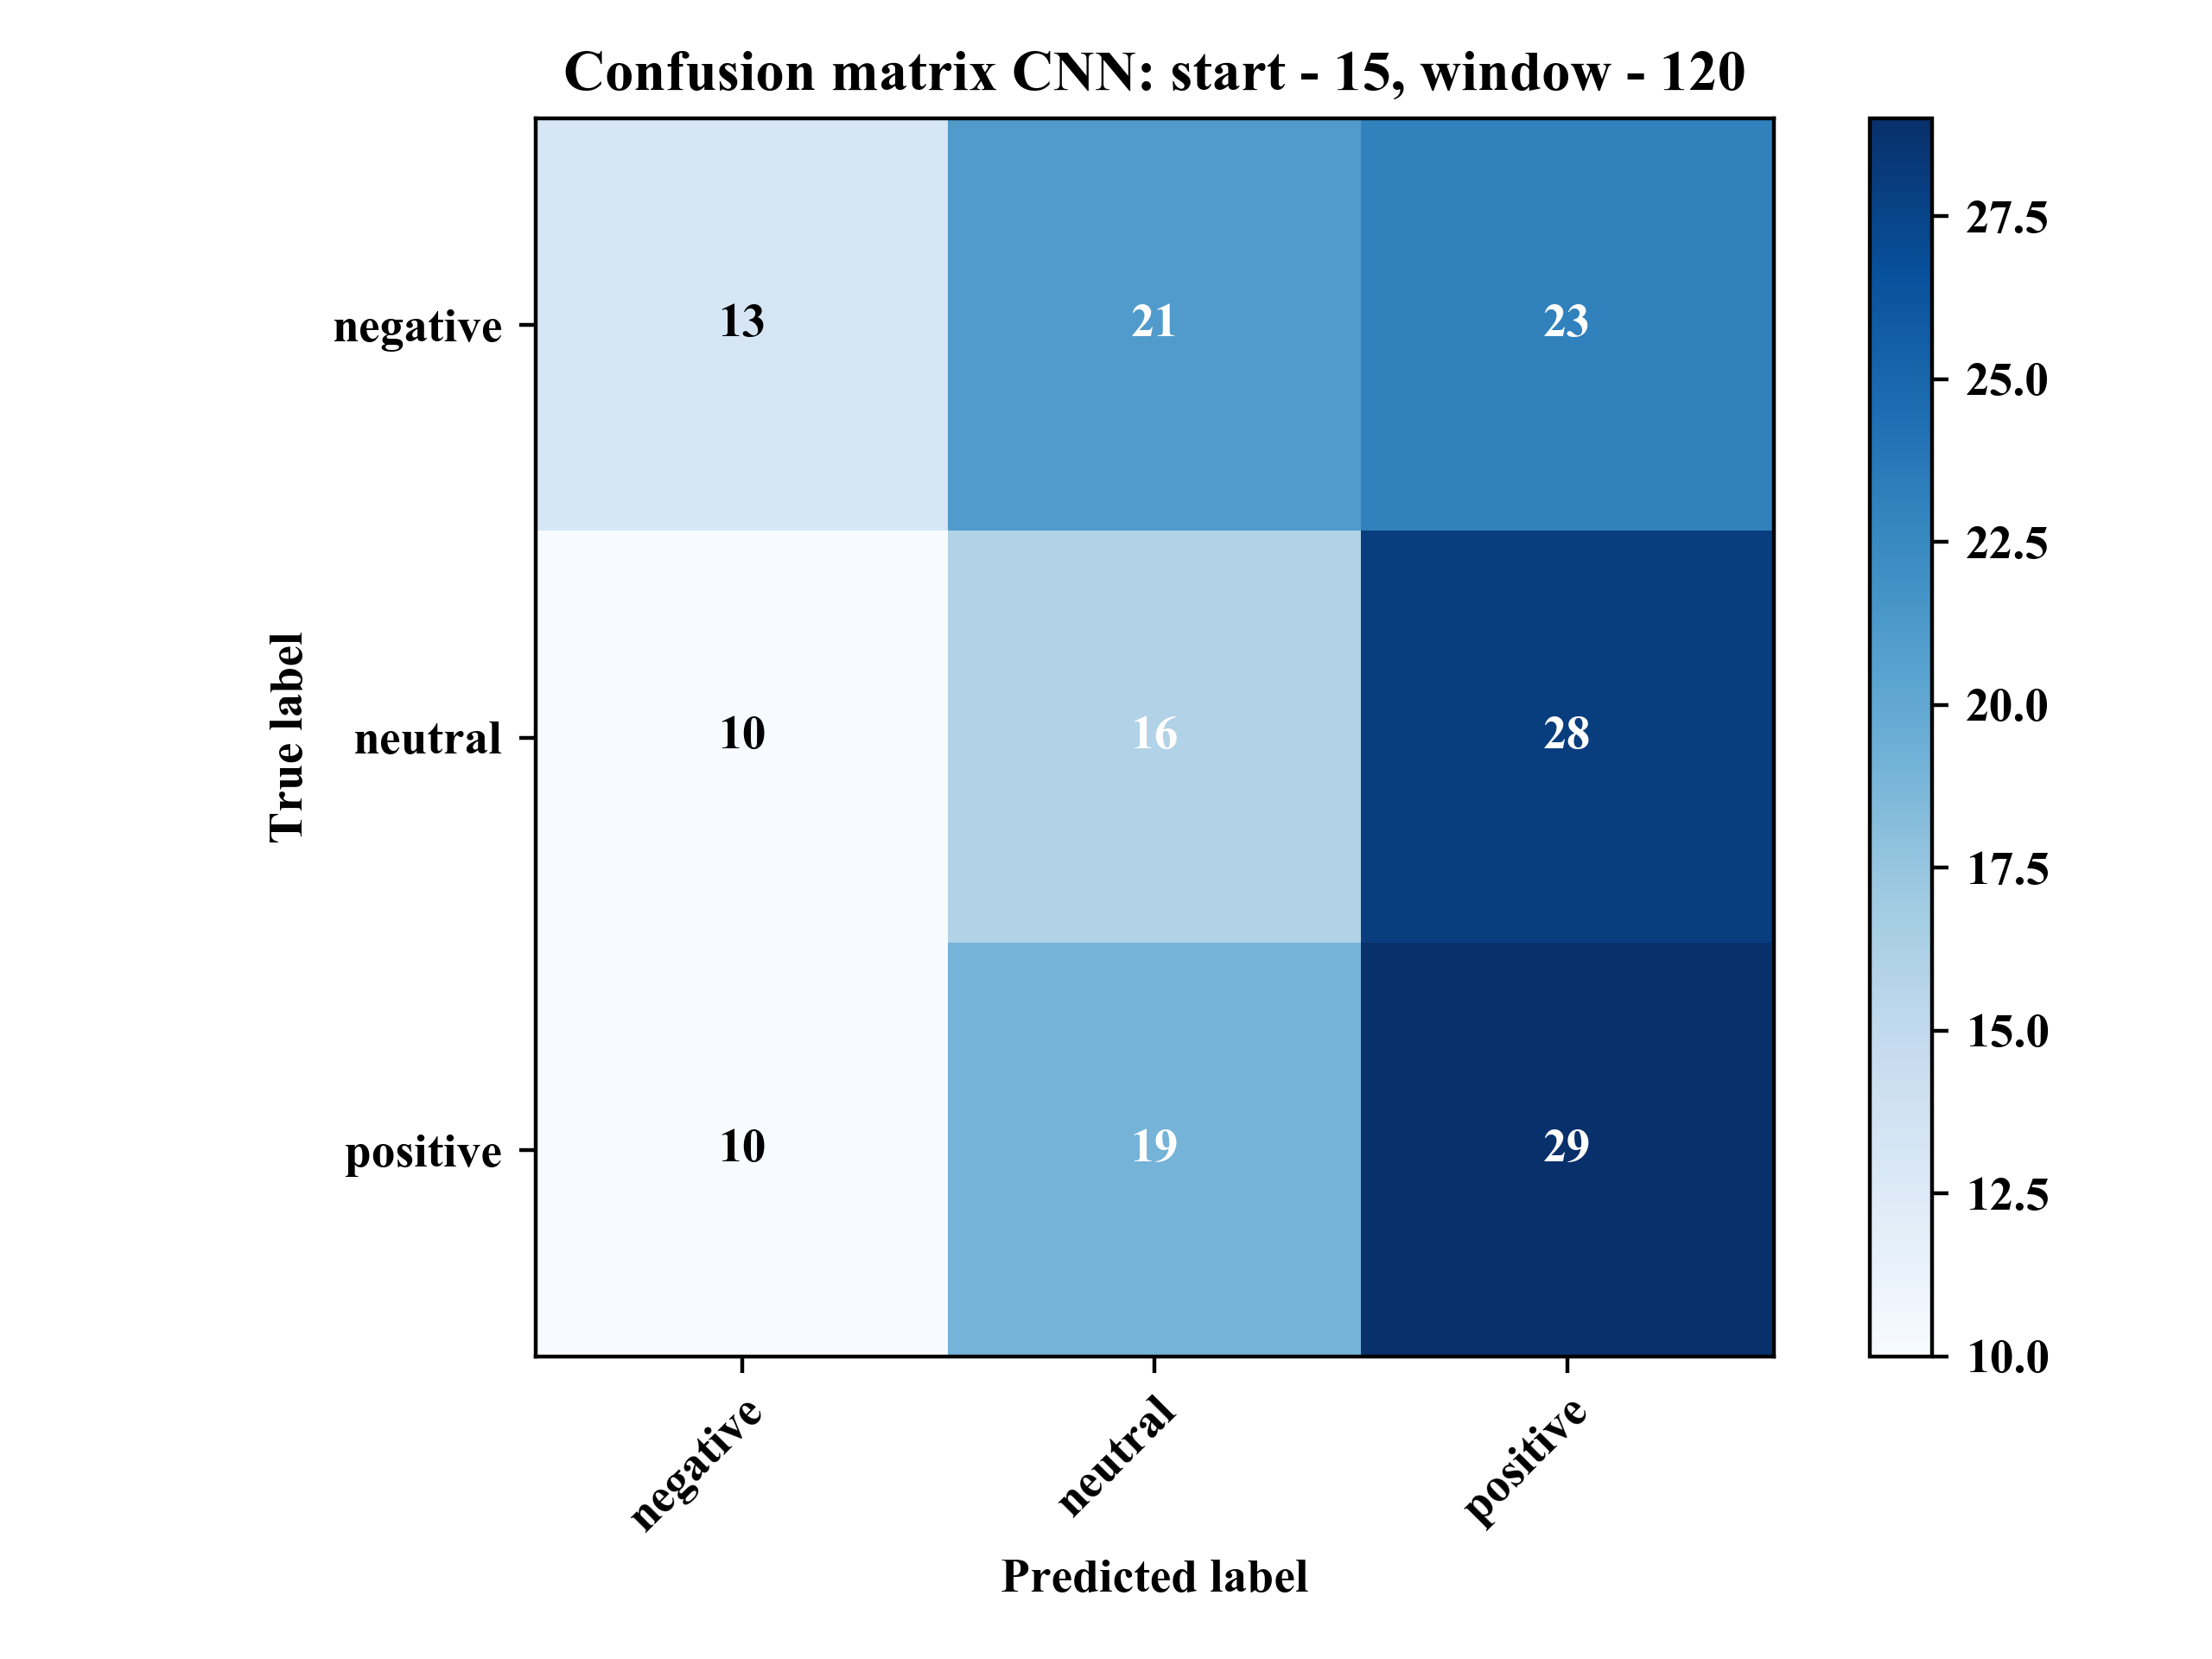 Confusion matrix CNN: start - 15, window - 120
True label
negative
neutral
positive
13 21 23
10 16 28
10 19 29
negative neutral positive
Predicted label
27.5
25.0
22.5
20.0
17.5
15.0
12.5
10.0